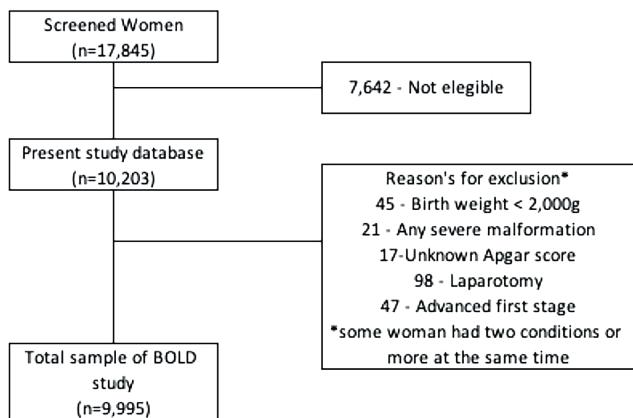 Screened Women
(n=17,845)
7,642 - Not elegible
Present study database
(n=10,203)
Reason's for exclusion*
45 - Birth weight < 2,000g
21 - Any severe malformation
17-Unknown Apgar score
98 - Laparotomy
47 - Advanced first stage
*some woman had two conditions or
more at the same time
Total sample of BOLD
study
(n=9,995)